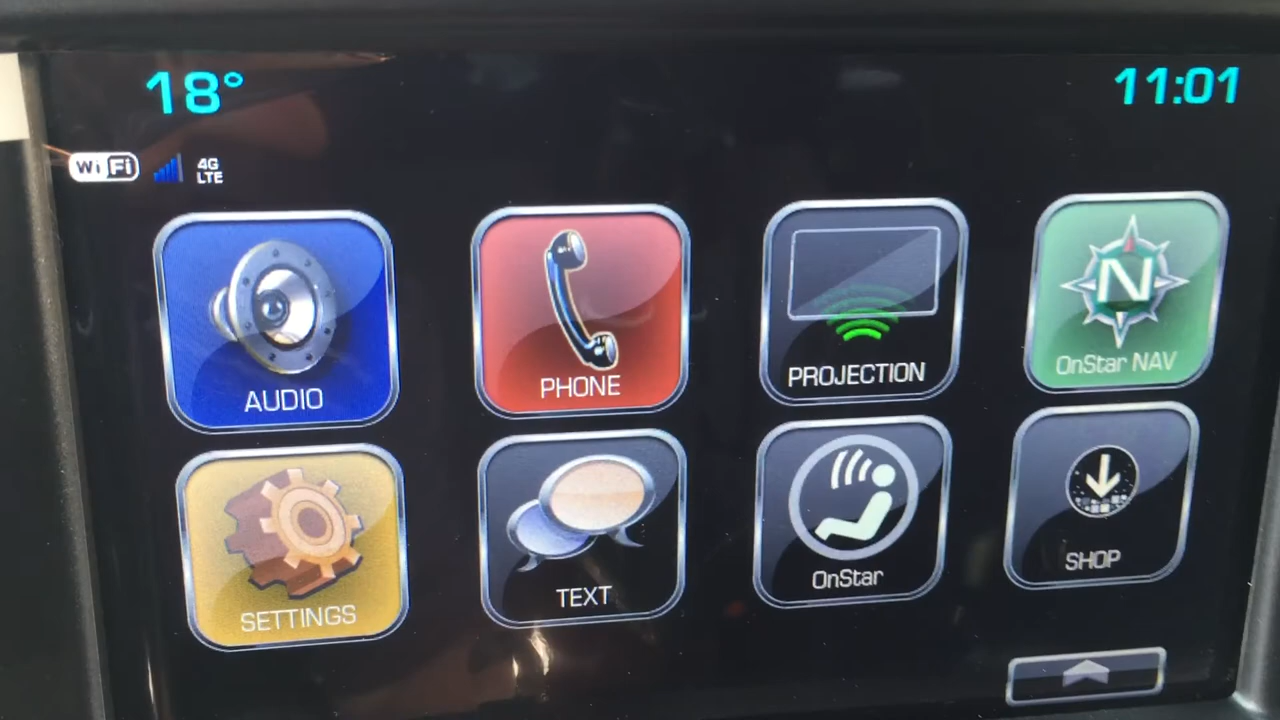 18°
11:01
WiFi
4G
LTE
AUDIO
PHONE
PROJECTION
N
OnStar NAV
SETTINGS
TEXT
OnStar
SHOP